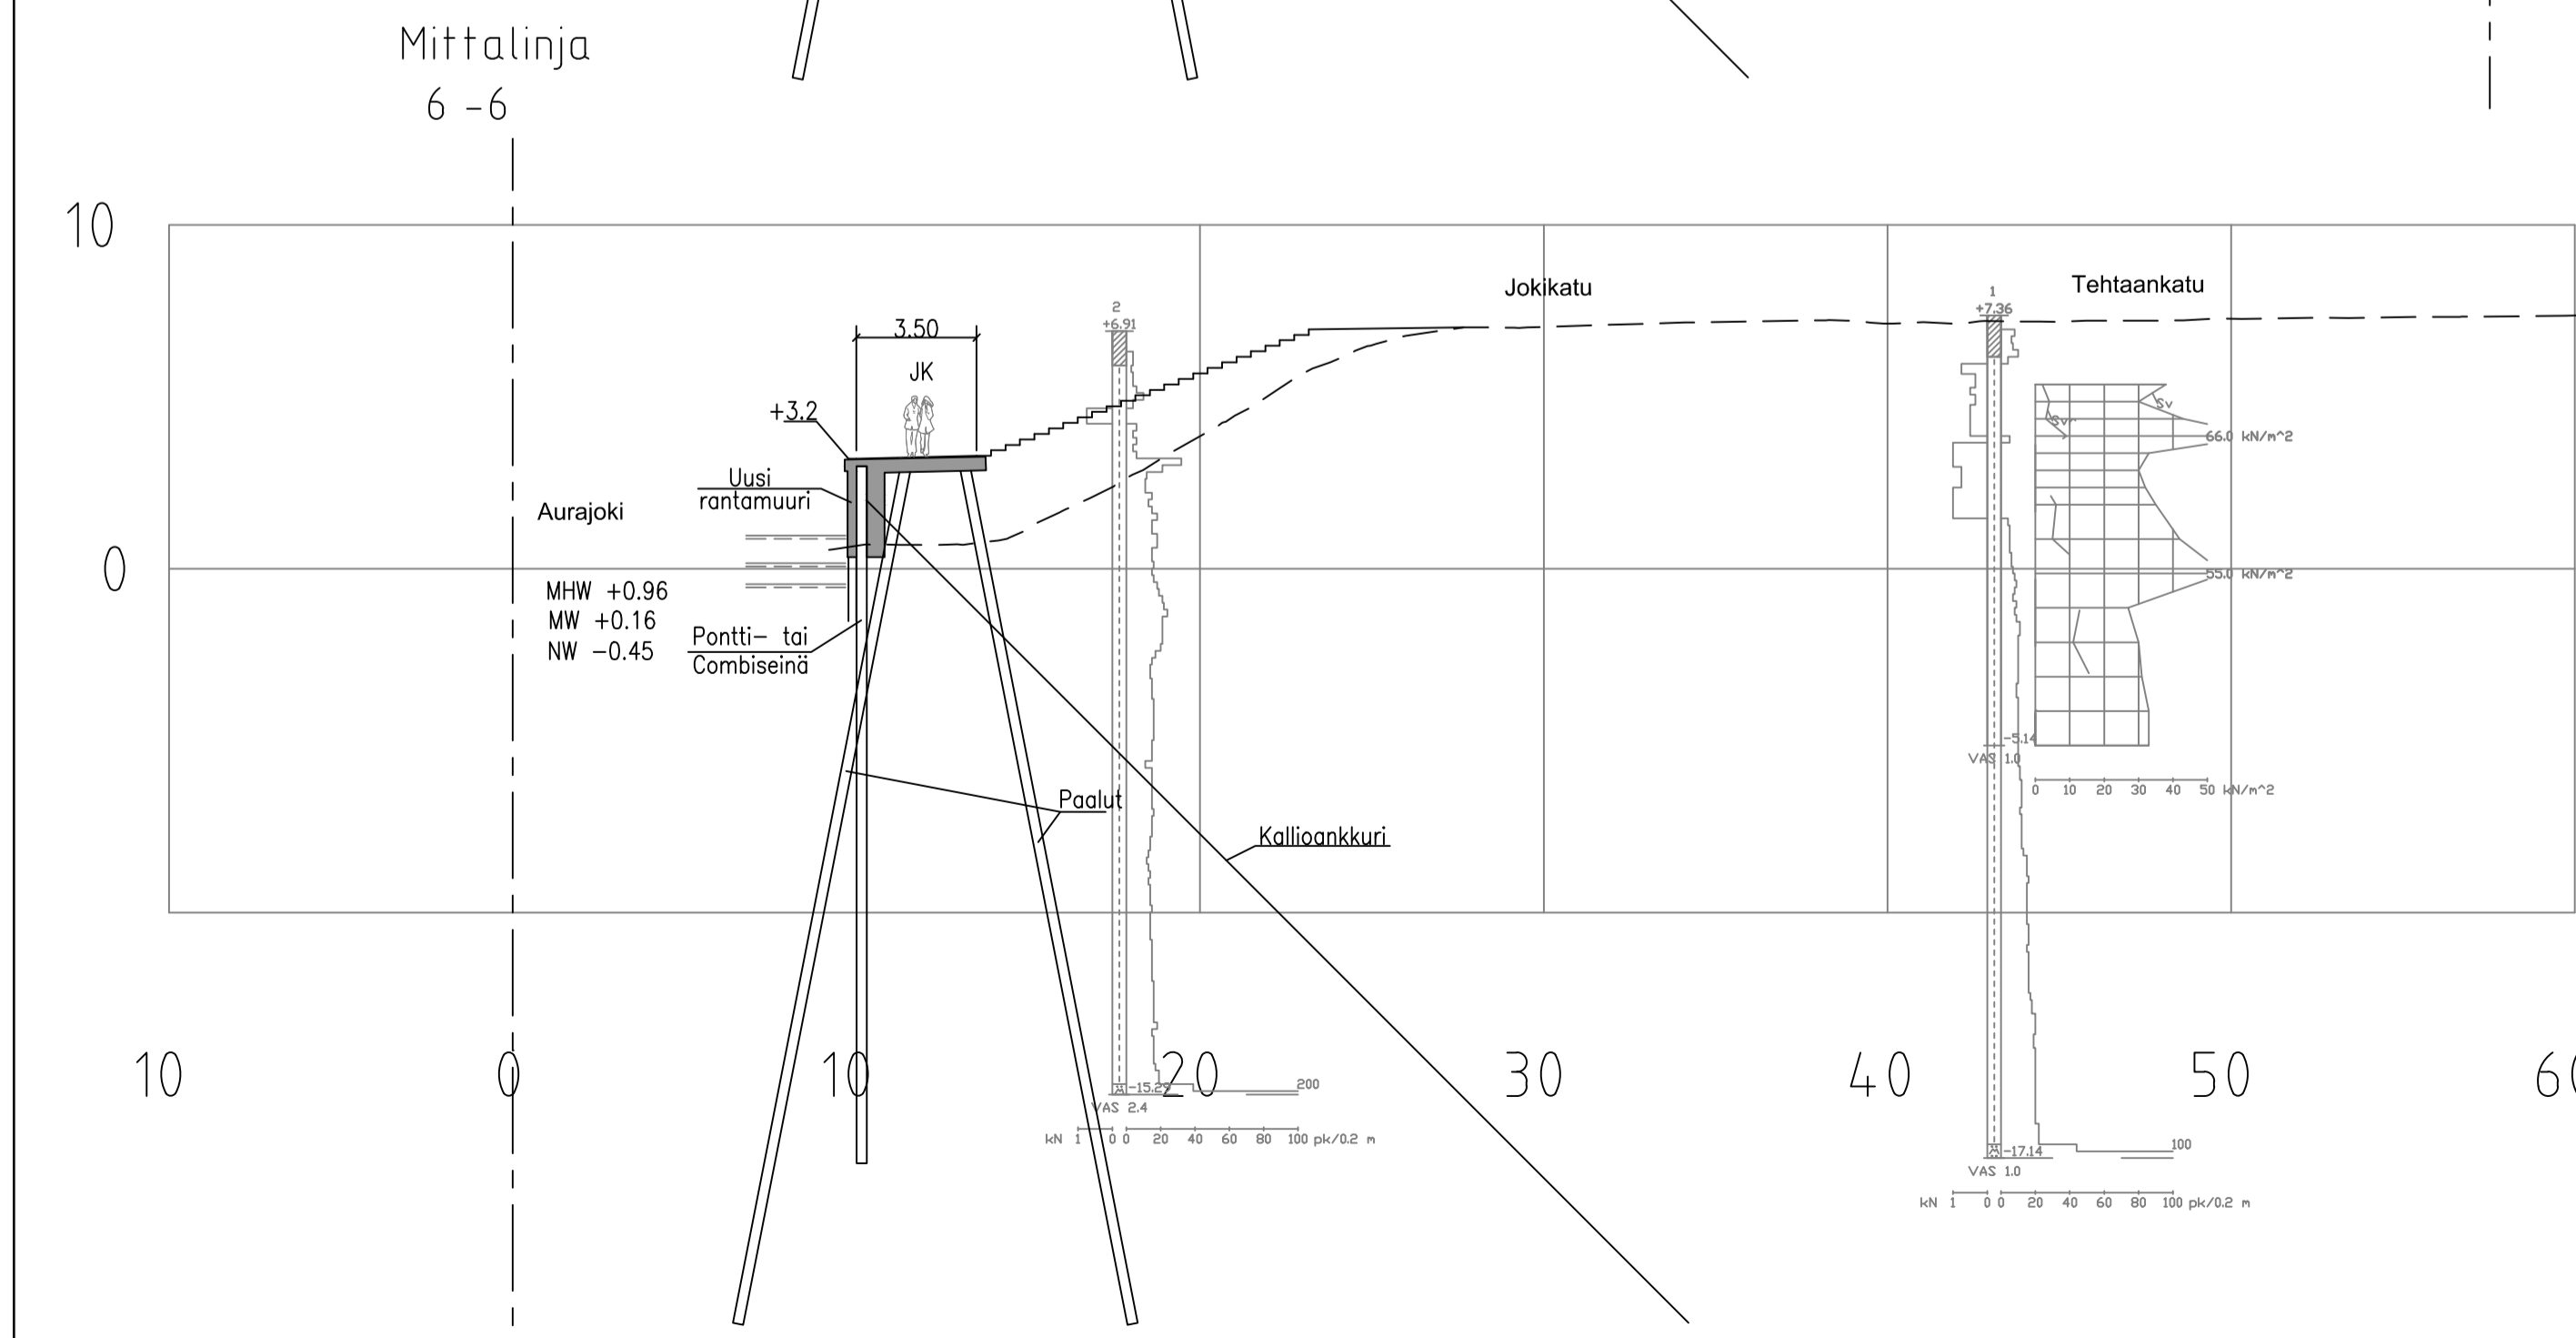 Mittalinja
6 -6
10
Jokikatu
Tehtaankatu
2
+6.91
1
+7.36
3.50
JK
+3.2
Sv
Svr
66.0 kN/m^2
Uusi
rantamuuri
Aurajoki
0
55.0 kN/m^2
MHW +0.96
MW +0.16
NW -0.45
Pontti- tai
Combiseinä
-5.14
VAS 1.0
0 10 20 30 40 50 kN/m^2
Paalut
Kallioankkuri
10 0 10 20 30 40 50
-15.29
200
VAS 2.4
kN 1 0 0 20 40 60 80 100 pk/0.2 m
100
-17.14
VAS 1.0
kN 1 0 0 20 40 60 80 100 pk/0.2 m